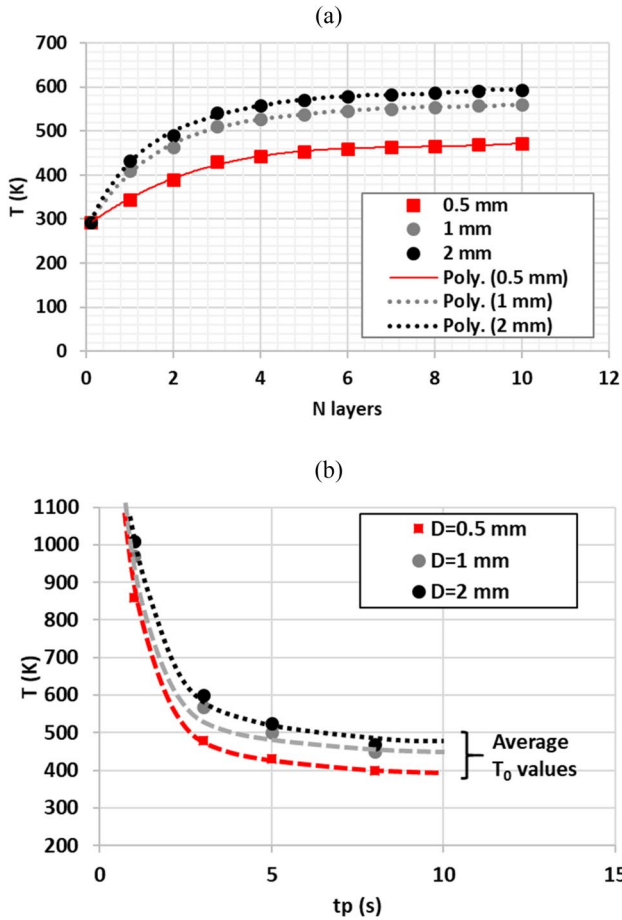 (a)
700
600
500
400
300
200
100
0
T (K)
0 2 4 6 8 10 12
N layers
0.5 mm
1 mm
2 mm
Poly. (0.5 mm)
Poly. (1 mm)
Poly. (2 mm)
(b)
1100
1000
900
800
700
600
500
400
300
200
T (K)
0 5 10 15
tp (s)
D=0.5 mm
D=1 mm
D=2 mm
Average
T₀ values